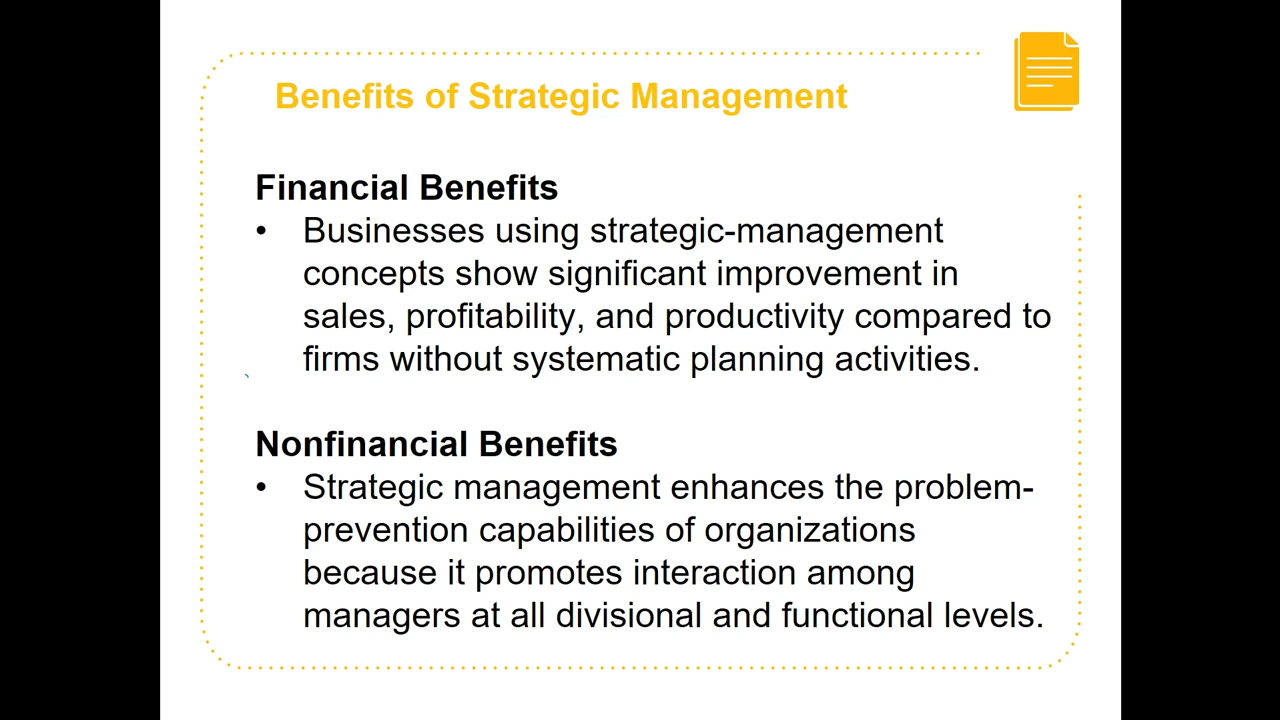 Benefits of Strategic Management
Financial Benefits
• Businesses using strategic-management
concepts show significant improvement in
sales, profitability, and productivity compared to
firms without systematic planning activities.
Nonfinancial Benefits
• Strategic management enhances the problem-
prevention capabilities of organizations
because it promotes interaction among
managers at all divisional and functional levels.